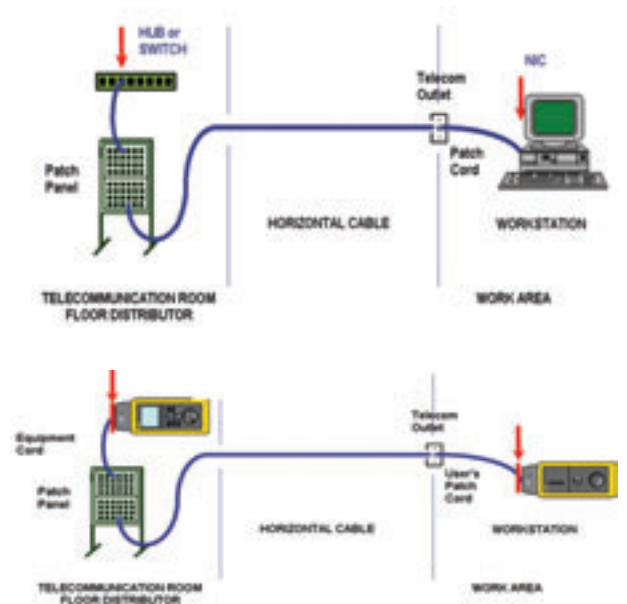 HUB or
SWITCH
NIC
Telecom
Outlet
Patch
Panel
Patch
Cord
HORIZONTAL CABLE
WORKSTATION
TELECOMMUNICATION ROOM
FLOOR DISTRIBUTOR
WORK AREA
Equipment
Cord
Telecom
Outlet
Patch
Panel
User's
Patch
Cord
HORIZONTAL CABLE
WORKSTATION
TELECOMMUNICATION ROOM
FLOOR DISTRIBUTOR
WORK AREA